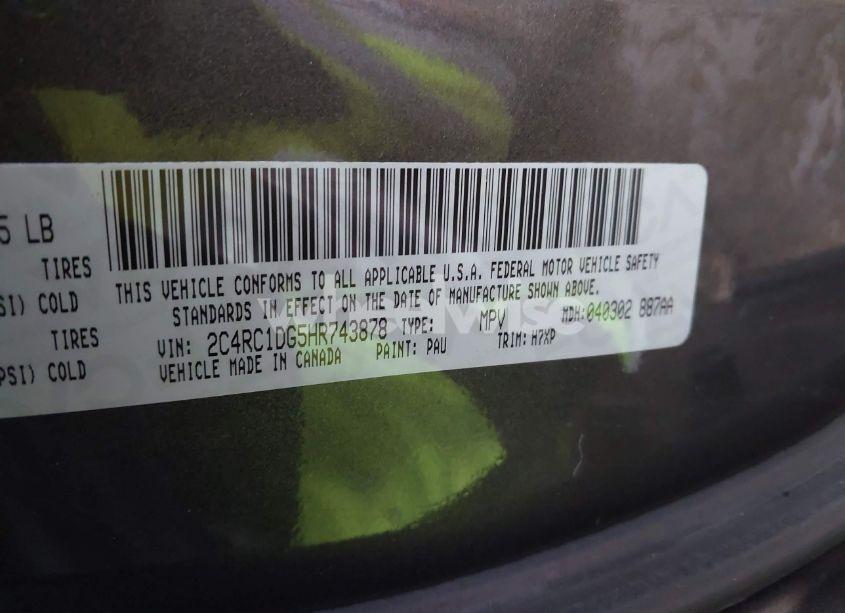 5 LB
TIRES
SI) COLD
TIRES
PSI) COLD
THIS VEHICLE CONFORMS TO ALL APPLICABLE U.S.A. FEDERAL MOTOR VEHICLE SAFETY
STANDARDS IN EFFECT ON THE DATE OF MANUFACTURE SHOWN ABOVE.
VIN: 2C4RC1DG5HR743878 TYPE: MPV MDH:040302 887AA
VEHICLE MADE IN CANADA PAINT: PAU TRIM: H7XP